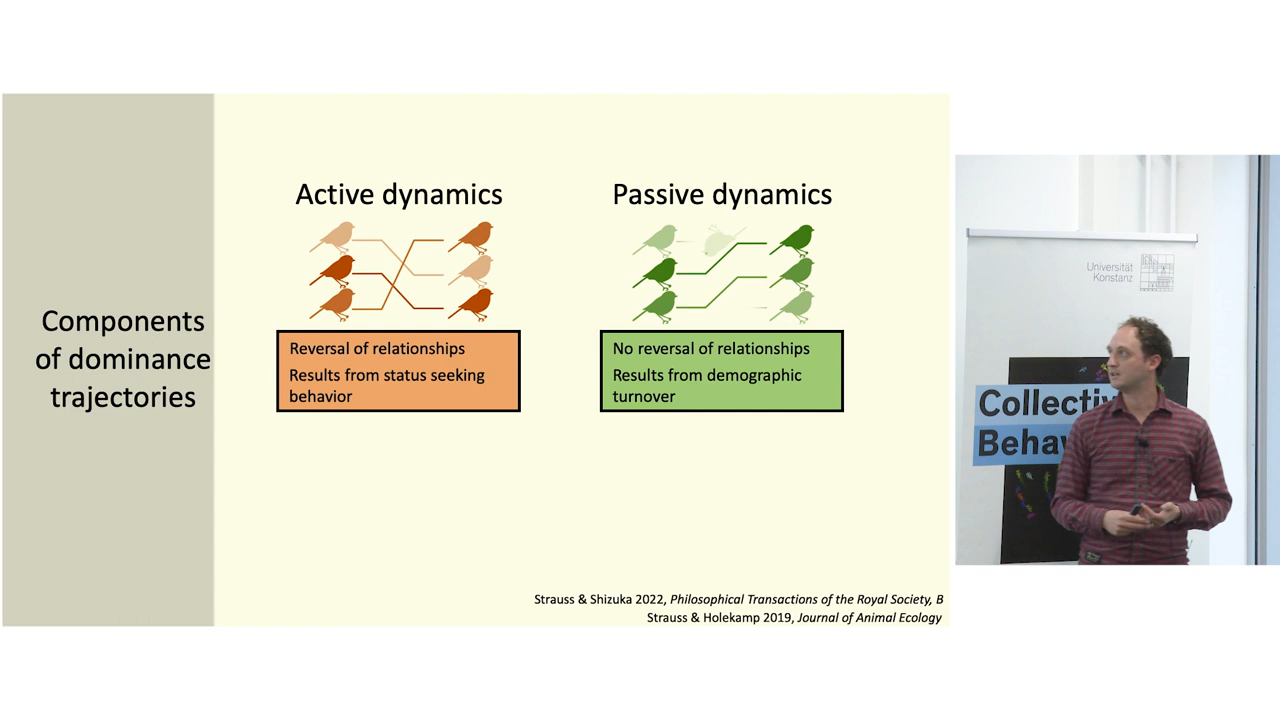 Components
of dominance
trajectories
Active dynamics
Reversal of relationships
Results from status seeking
behavior
Passive dynamics
No reversal of relationships
Results from demographic
turnover
Strauss & Shizuka 2022, Philosophical Transactions of the Royal Society, B
Strauss & Holekamp 2019, Journal of Animal Ecology
Universität
Konstanz